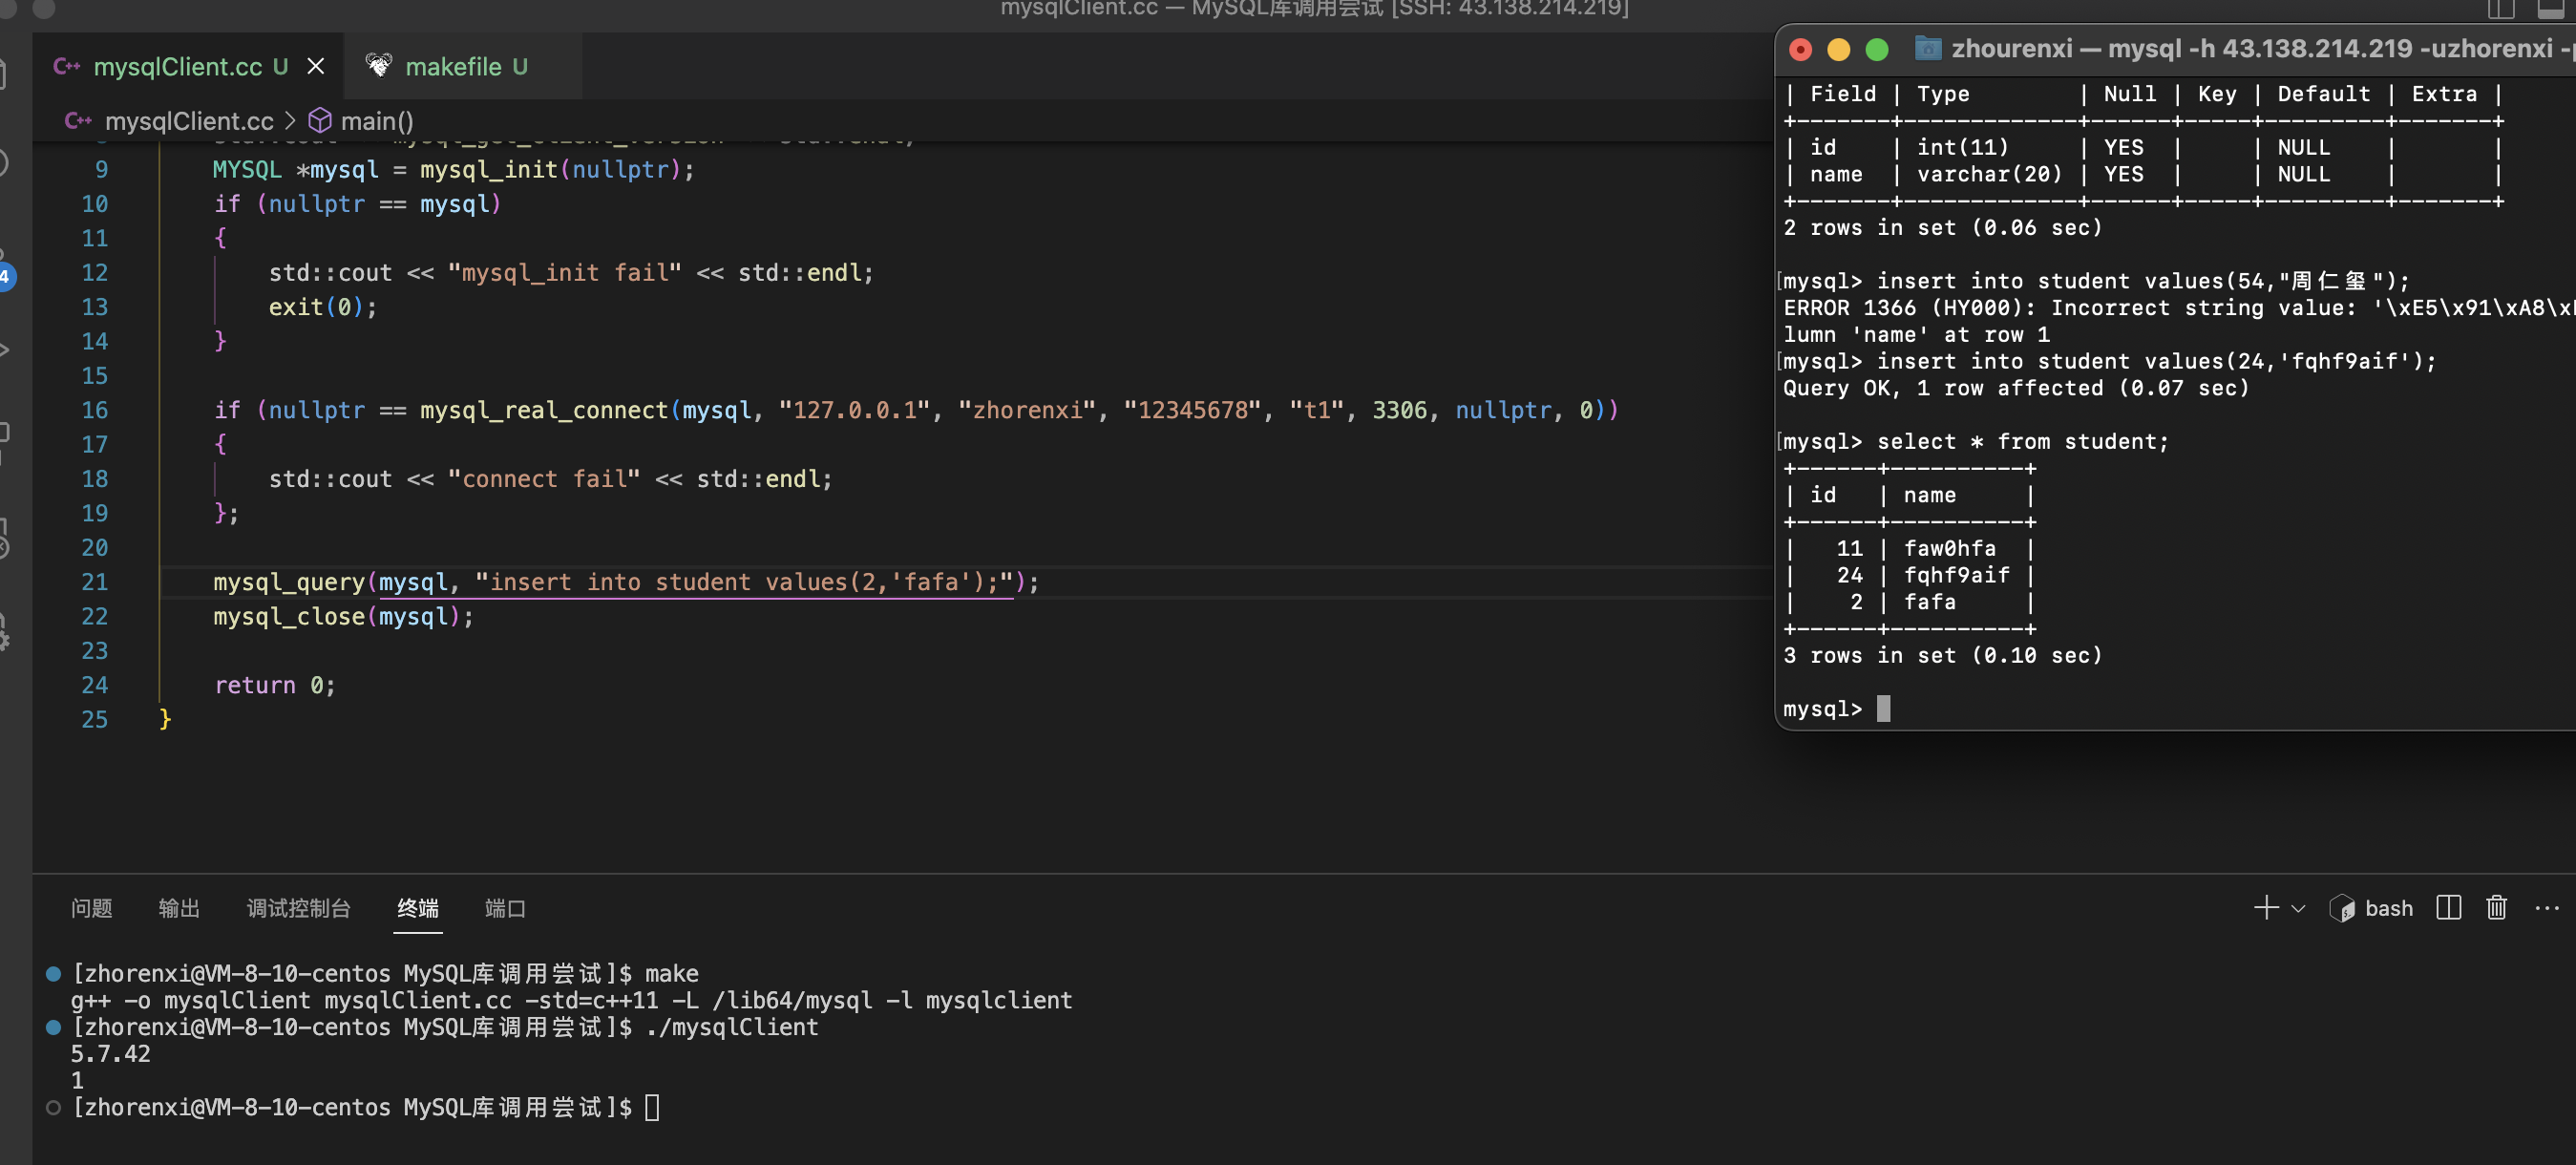 mysqlClient.cc — MySQL库调用尝试 [SSH: 43.138.214.219]
mysqlClient.cc U
makefile U
mysqlClient.cc > main()
9 MYSQL *mysql = mysql_init(nullptr);
10 if (nullptr == mysql)
11 {
12 std::cout << "mysql_init fail" << std::endl;
13 exit(0);
14 }
15
16 if (nullptr == mysql_real_connect(mysql, "127.0.0.1", "zhorenxi", "12345678", "t1", 3306, nullptr, 0))
17 {
18 std::cout << "connect fail" << std::endl;
19 };
20
21 mysql_query(mysql, "insert into student values(2,'fafa');");
22 mysql_close(mysql);
23
24 return 0;
25 }
4
zhourenxi — mysql -h 43.138.214.219 -uzhorenxi -p
| Field | Type | Null | Key | Default | Extra |
+-------+-------------+------+-----+---------+-------+
| id | int(11) | YES | | NULL | |
| name | varchar(20) | YES | | NULL | |
+-------+-------------+------+-----+---------+-------+
2 rows in set (0.06 sec)
[mysql> insert into student values(54,"周仁玺");
ERROR 1366 (HY000): Incorrect string value: '\xE5\x91\xA8\x
lumn 'name' at row 1
[mysql> insert into student values(24,'fqhf9aif');
Query OK, 1 row affected (0.07 sec)
[mysql> select * from student;
+------+----------+
| id | name |
+------+----------+
| 11 | faw0hfa |
| 24 | fqhf9aif |
| 2 | fafa |
+------+----------+
3 rows in set (0.10 sec)
mysql>
问题 输出 调试控制台 终端 端口
bash
[zhorenxi@VM-8-10-centos MySQL库调用尝试]$ make
g++ -o mysqlClient mysqlClient.cc -std=c++11 -L /lib64/mysql -l mysqlclient
[zhorenxi@VM-8-10-centos MySQL库调用尝试]$ ./mysqlClient
5.7.42
1
[zhorenxi@VM-8-10-centos MySQL库调用尝试]$